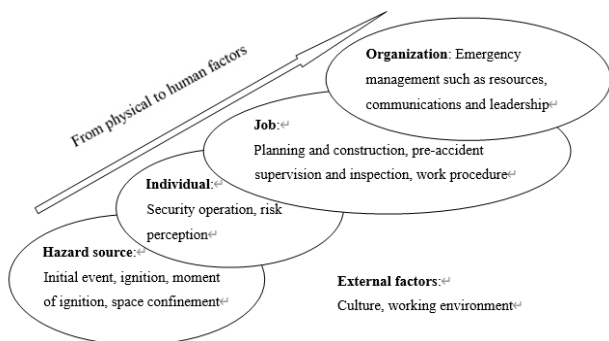 From physical to human factors
Organization: Emergency
management such as resources,
communications and leadership↵
Job:↵
Planning and construction, pre-accident
supervision and inspection, work procedure↵
Individual:↵
Security operation, risk
perception↵
Hazard source:↵
Initial event, ignition, moment
of ignition, space confinement↵
External factors:↵
Culture, working environment↵